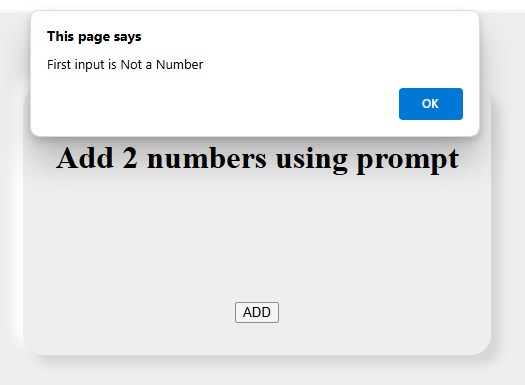 This page says
First input is Not a Number
OK
Add 2 numbers using prompt
ADD